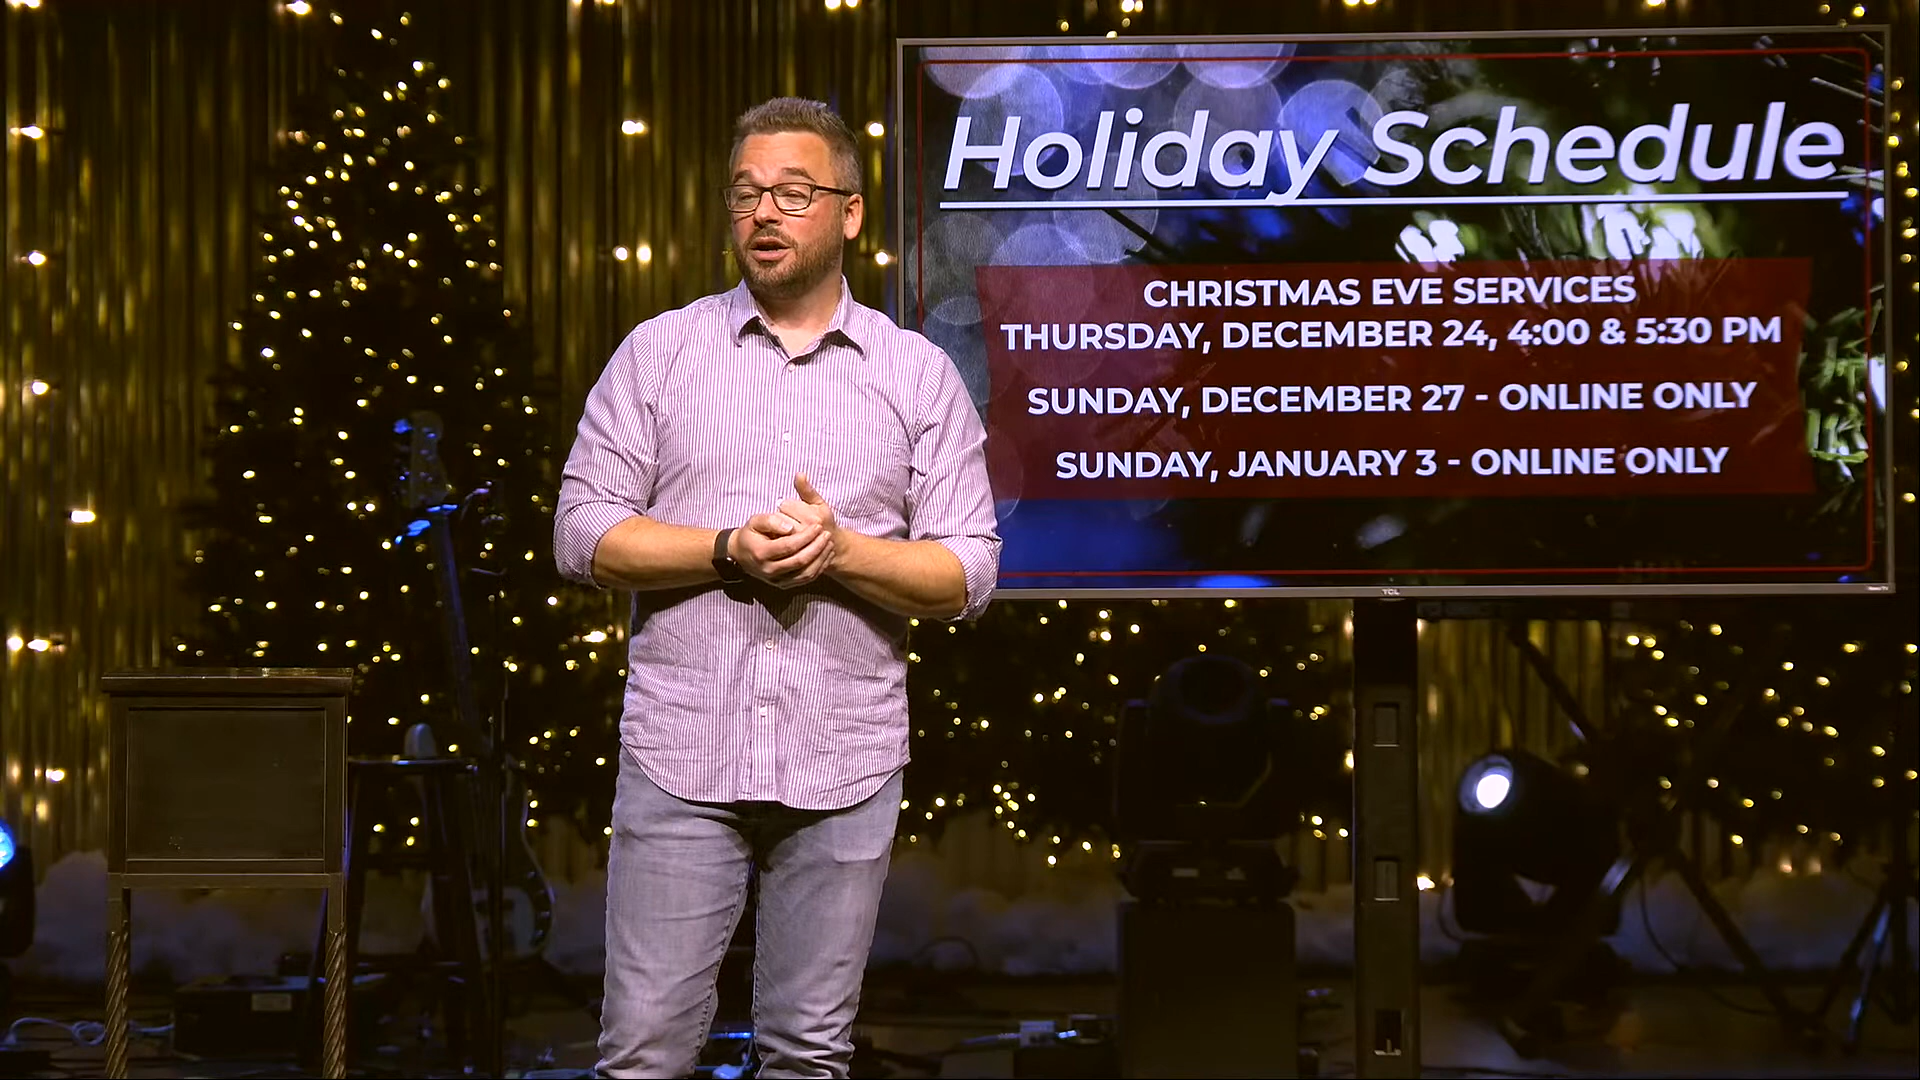 Holiday Schedule
CHRISTMAS EVE SERVICES
THURSDAY, DECEMBER 24, 4:00 & 5:30 PM
SUNDAY, DECEMBER 27 - ONLINE ONLY
SUNDAY, JANUARY 3 - ONLINE ONLY
TCL